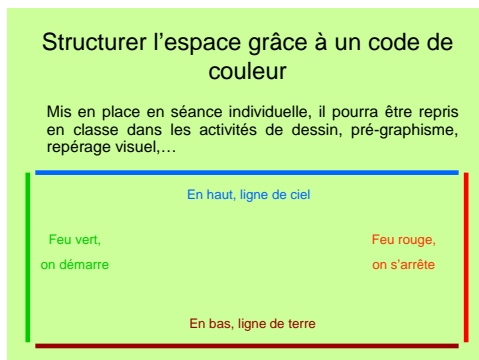 Structurer l'espace grâce à un code de
couleur
Mis en place en séance individuelle, il pourra être repris
en classe dans les activités de dessin, pré-graphisme,
repérage visuel,…
En haut, ligne de ciel
Feu vert,
on démarre
Feu rouge,
on s'arrête
En bas, ligne de terre